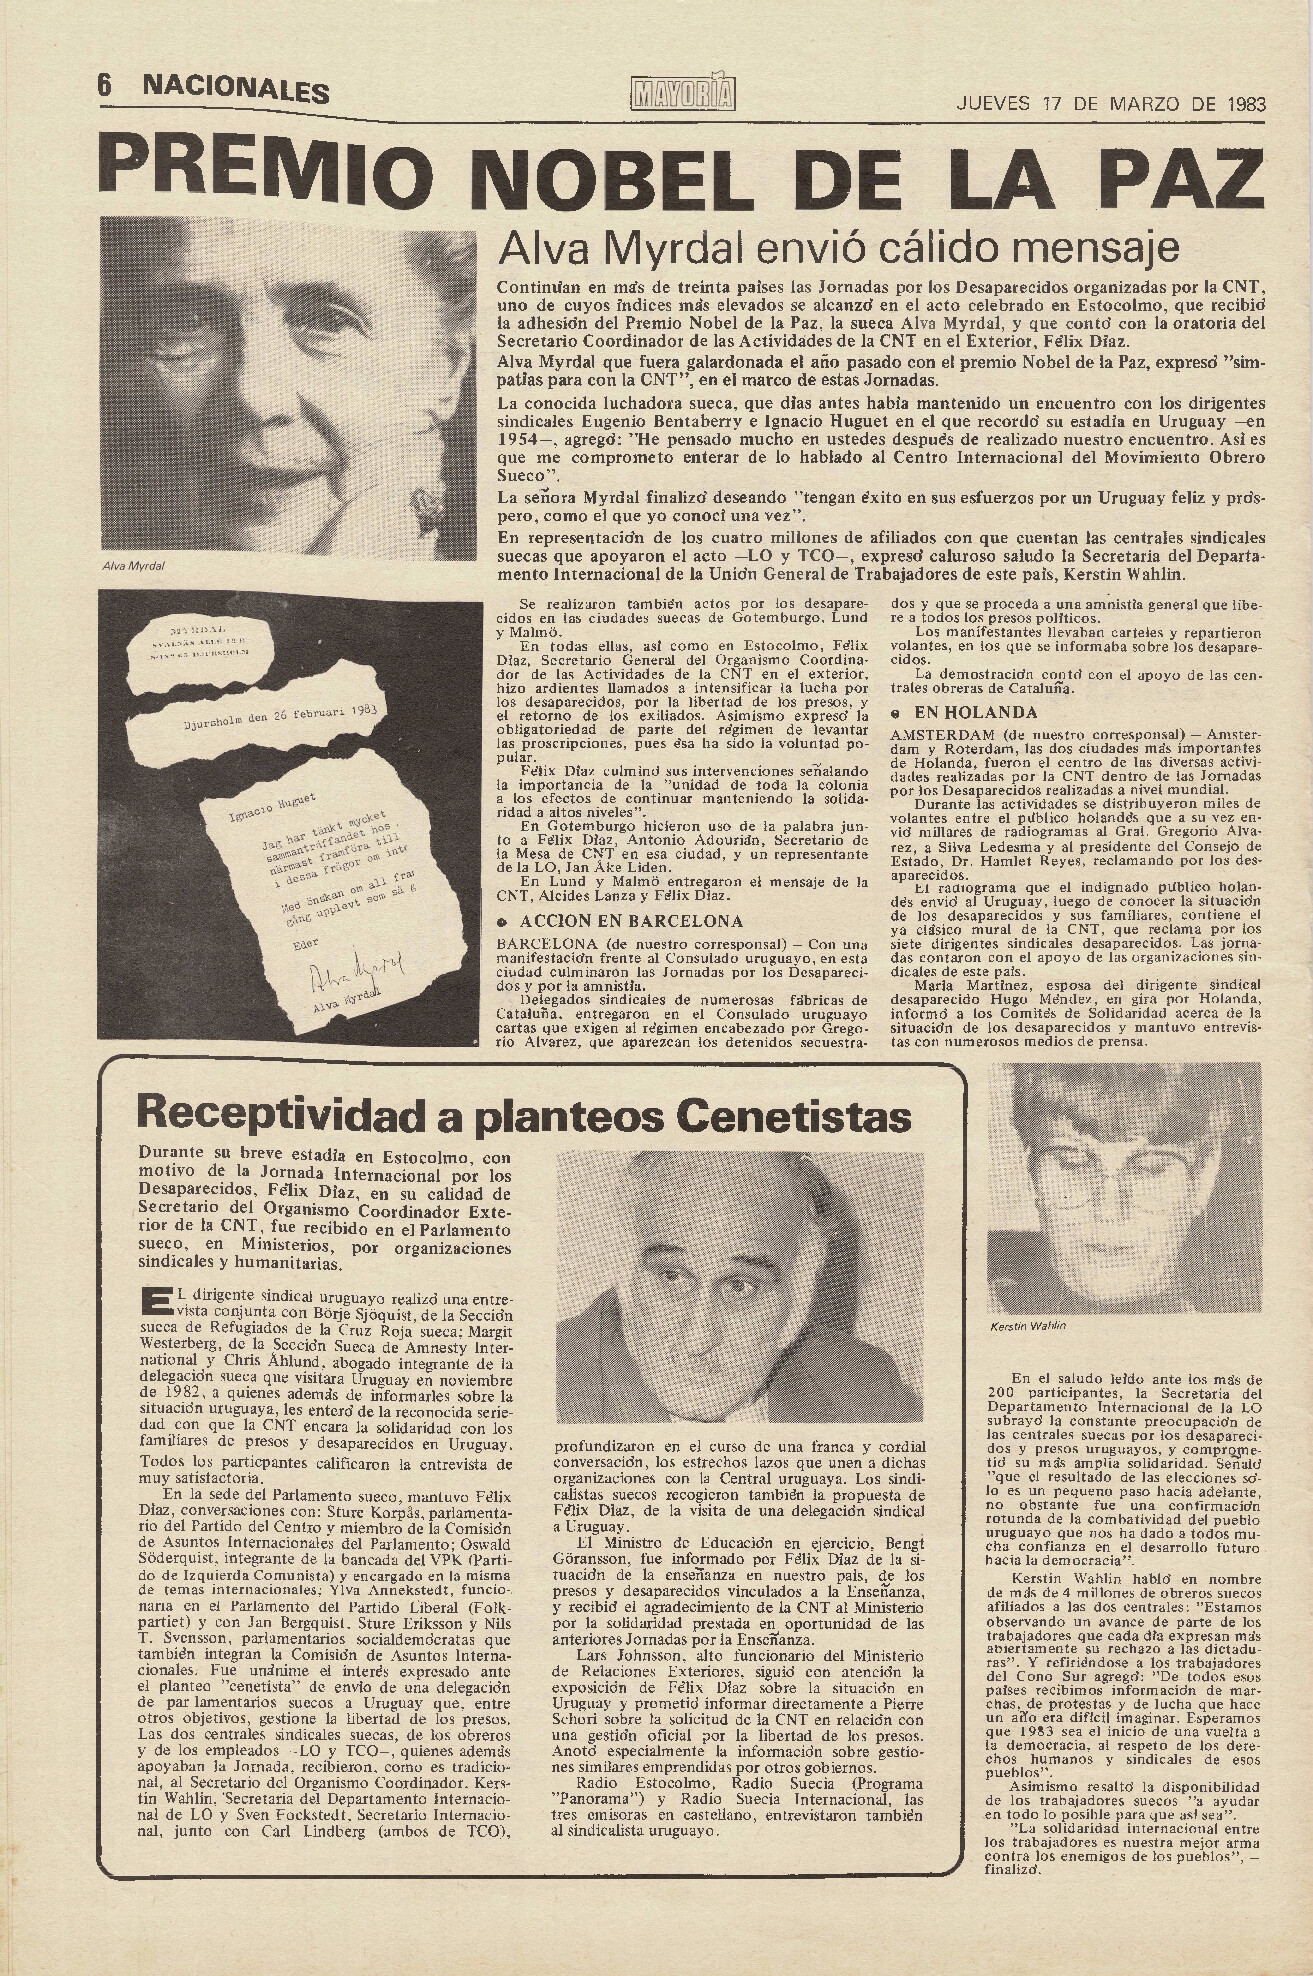 6 NACIONALES
MAYORÍA
JUEVES 17 DE MARZO DE 1983
PREMIO NOBEL DE LA PAZ
Alva Myrdal envió cálido mensaje
Continúan en más de treinta países las Jornadas por los Desaparecidos organizadas por la CNT,
uno de cuyos índices más elevados se alcanzó en el acto celebrado en Estocolmo, que recibió
la adhesión del Premio Nobel de la Paz, la sueca Alva Myrdal, y que contó con la oratoria del
Secretario Coordinador de las Actividades de la CNT en el Exterior, Félix Díaz.
Alva Myrdal que fuera galardonada el año pasado con el premio Nobel de la Paz, expresó "sim-
patías para con la CNT", en el marco de estas Jornadas.
La conocida luchadora sueca, que días antes había mantenido un encuentro con los dirigentes
sindicales Eugenio Bentaberry e Ignacio Huguet en el que recordó su estadía en Uruguay —en
1954—, agregó: "He pensado mucho en ustedes después de realizado nuestro encuentro. Así es
que me comprometo enterar de lo hablado al Centro Internacional del Movimiento Obrero
Sueco".
La señora Myrdal finalizó deseando "tengan éxito en sus esfuerzos por un Uruguay feliz y prós-
pero, como el que yo conocí una vez".
En representación de los cuatro millones de afiliados con que cuentan las centrales sindicales
suecas que apoyaron el acto —LO y TCO—, expresó caluroso saludo la Secretaria del Departa-
mento Internacional de la Unión General de Trabajadores de este país, Kerstin Wahlin.
Alva Myrdal
MYRDAL
Djursholm den 26 februari 1983
Ignacio Huguet
Jag har tänkt mycket
sammanträffandet hos
närmast framföra till
i dessa frågor om inte
Med önskan om all fra
gång upplevt som så g
Eder
Alva Myrdal
Alva Myrdal
Se realizaron también actos por los desapare-
cidos en las ciudades suecas de Gotemburgo, Lund
y Malmö.
En todas ellas, así como en Estocolmo, Félix
Díaz, Secretario General del Organismo Coordina-
dor de las Actividades de la CNT en el exterior,
hizo ardientes llamados a intensificar la lucha por
los desaparecidos, por la libertad de los presos, y
el retorno de los exiliados. Asimismo expresó la
obligatoriedad de parte del régimen de levantar
las proscripciones, pues ésa ha sido la voluntad po-
pular.
Félix Díaz culminó sus intervenciones señalando
la importancia de la "unidad de toda la colonia
a los efectos de continuar manteniendo la solida-
ridad a altos niveles".
En Gotemburgo hicieron uso de la palabra jun-
to a Félix Díaz, Antonio Adourián, Secretario de
la Mesa de CNT en esa ciudad, y un representante
de la LO, Jan Åke Liden.
En Lund y Malmö entregaron el mensaje de la
CNT, Alcides Lanza y Félix Díaz.
● ACCION EN BARCELONA
BARCELONA (de nuestro corresponsal) — Con una
manifestación frente al Consulado uruguayo, en esta
ciudad culminaron las Jornadas por los Desapareci-
dos y por la amnistía.
Delegados sindicales de numerosas fábricas de
Cataluña, entregaron en el Consulado uruguayo
cartas que exigen al régimen encabezado por Grego-
rio Alvarez, que aparezcan los detenidos secuestra-
dos y que se proceda a una amnistía general que libe-
re a todos los presos políticos.
Los manifestantes llevaban carteles y repartieron
volantes, en los que se informaba sobre los desapare-
cidos.
La demostración contó con el apoyo de las cen-
trales obreras de Cataluña.
● EN HOLANDA
AMSTERDAM (de nuestro corresponsal) — Amster-
dam y Roterdam, las dos ciudades más importantes
de Holanda, fueron el centro de las diversas activi-
dades realizadas por la CNT dentro de las Jornadas
por los Desaparecidos realizadas a nivel mundial.
Durante las actividades se distribuyeron miles de
volantes entre el público holandés que a su vez en-
vió millares de radiogramas al Gral. Gregorio Alva-
rez, a Silva Ledesma y al presidente del Consejo de
Estado, Dr. Hamlet Reyes, reclamando por los des-
aparecidos.
El radiograma que el indignado público holan-
dés envió al Uruguay, luego de conocer la situación
de los desaparecidos y sus familiares, contiene el
ya clásico mural de la CNT, que reclama por los
siete dirigentes sindicales desaparecidos. Las jorna-
das contaron con el apoyo de las organizaciones sin-
dicales de este país.
María Martínez, esposa del dirigente sindical
desaparecido Hugo Méndez, en gira por Holanda,
informó a los Comités de Solidaridad acerca de la
situación de los desaparecidos y mantuvo entrevis-
tas con numerosos medios de prensa.
Receptividad a planteos Cenetistas
Durante su breve estadía en Estocolmo, con
motivo de la Jornada Internacional por los
Desaparecidos, Félix Díaz, en su calidad de
Secretario del Organismo Coordinador Exte-
rior de la CNT, fue recibido en el Parlamento
sueco, en Ministerios, por organizaciones
sindicales y humanitarias.
EL dirigente sindical uruguayo realizó una entre-
vista conjunta con Börje Sjöquist, de la Sección
sueca de Refugiados de la Cruz Roja sueca; Margit
Westerberg, de la Sección Sueca de Amnesty Inter-
national y Chris Åhlund, abogado integrante de la
delegación sueca que visitara Uruguay en noviembre
de 1982, a quienes además de informarles sobre la
situación uruguaya, les enteró de la reconocida serie-
dad con que la CNT encara la solidaridad con los
familiares de presos y desaparecidos en Uruguay.
Todos los particpantes calificaron la entrevista de
muy satisfactoria.
En la sede del Parlamento sueco, mantuvo Félix
Díaz, conversaciones con: Sture Korpås, parlamenta-
rio del Partido del Centro y miembro de la Comisión
de Asuntos Internacionales del Parlamento; Oswald
Söderquist, integrante de la bancada del VPK (Parti-
do de Izquierda Comunista) y encargado en la misma
de temas internacionales; Ylva Annekstedt, funcio-
naria en el Parlamento del Partido Liberal (Folk-
partiet) y con Jan Bergquist, Sture Eriksson y Nils
T. Svensson, parlamentarios socialdemócratas que
también integran la Comisión de Asuntos Interna-
cionales. Fue unánime el interés expresado ante
el planteo "cenetista" de envío de una delegación
de parlamentarios suecos a Uruguay que, entre
otros objetivos, gestione la libertad de los presos.
Las dos centrales sindicales suecas, de los obreros
y de los empleados —LO y TCO—, quienes además
apoyaban la Jornada, recibieron, como es tradicio-
nal, al Secretario del Organismo Coordinador. Kers-
tin Wahlin, Secretaria del Departamento Internacio-
nal de LO y Sven Fockstedt, Secretario Internacio-
nal, junto con Carl Lindberg (ambos de TCO),
profundizaron en el curso de una franca y cordial
conversación, los estrechos lazos que unen a dichas
organizaciones con la Central uruguaya. Los sindi-
calistas suecos recogieron también la propuesta de
Félix Díaz, de la visita de una delegación sindical
a Uruguay.
El Ministro de Educación en ejercicio, Bengt
Göransson, fue informado por Félix Díaz de la si-
tuación de la enseñanza en nuestro país, de los
presos y desaparecidos vinculados a la Enseñanza,
y recibió el agradecimiento de la CNT al Ministerio
por la solidaridad prestada en oportunidad de las
anteriores Jornadas por la Enseñanza.
Lars Johnsson, alto funcionario del Ministerio
de Relaciones Exteriores, siguió con atención la
exposición de Félix Díaz sobre la situación en
Uruguay y prometió informar directamente a Pierre
Schori sobre la solicitud de la CNT en relación con
una gestión oficial por la libertad de los presos.
Anotó especialmente la información sobre gestio-
nes similares emprendidas por otros gobiernos.
Radio Estocolmo, Radio Suecia (Programa
"Panorama") y Radio Suecia Internacional, las
tres emisoras en castellano, entrevistaron también
al sindicalista uruguayo.
Kerstin Wahlin
En el saludo leído ante los más de
200 participantes, la Secretaria del
Departamento Internacional de la LO
subrayó la constante preocupación de
las centrales suecas por los desapareci-
dos y presos uruguayos, y comprome-
tió su más amplia solidaridad. Señaló
"que el resultado de las elecciones só-
lo es un pequeño paso hacia adelante,
no obstante fue una confirmación
rotunda de la combatividad del pueblo
uruguayo que nos ha dado a todos mu-
cha confianza en el desarrollo futuro
hacia la democracia".
Kerstin Wahlin habló en nombre
de más de 4 millones de obreros suecos
afiliados a las dos centrales: "Estamos
observando un avance de parte de los
trabajadores que cada día expresan más
abiertamente su rechazo a las dictadu-
ras". Y refiriéndose a los trabajadores
del Cono Sur agregó: "De todos esos
países recibimos información de mar-
chas, de protestas y de lucha que hace
un año era difícil imaginar. Esperamos
que 1983 sea el inicio de una vuelta a
la democracia, al respeto de los dere-
chos humanos y sindicales de esos
pueblos".
Asimismo resaltó la disponibilidad
de los trabajadores suecos "a ayudar
en todo lo posible para que así sea".
"La solidaridad internacional entre
los trabajadores es nuestra mejor arma
contra los enemigos de los pueblos", —
finalizó.